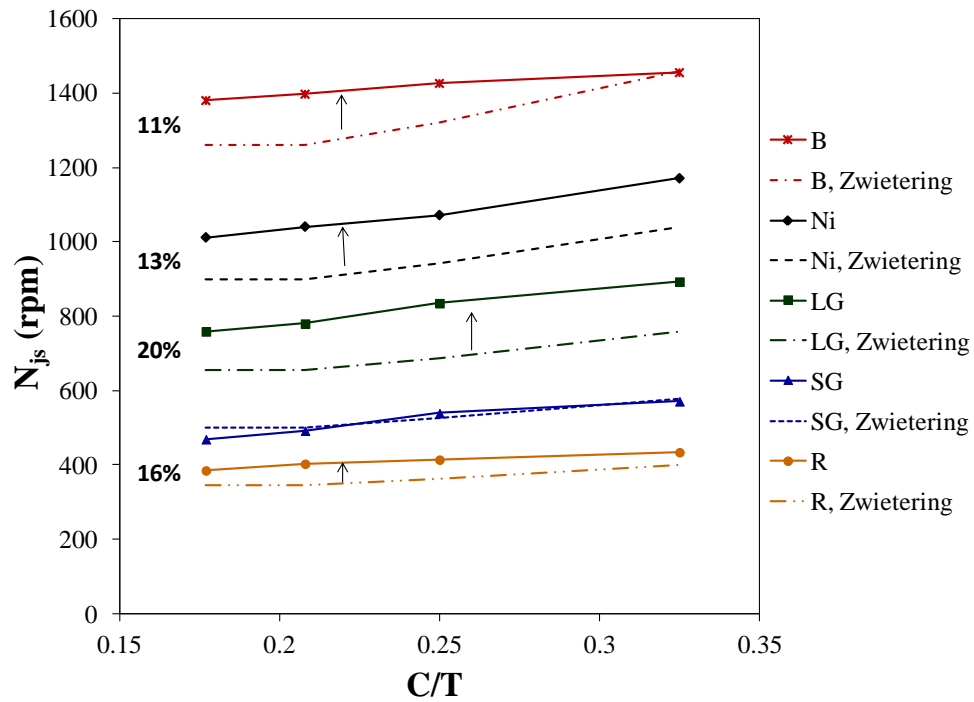 1600
1400
1200
1000
800
600
400
200
0
N_js (rpm)
11%
13%
20%
16%
0.15
0.2
0.25
0.3
0.35
C/T
B
B, Zwietering
Ni
Ni, Zwietering
LG
LG, Zwietering
SG
SG, Zwietering
R
R, Zwietering